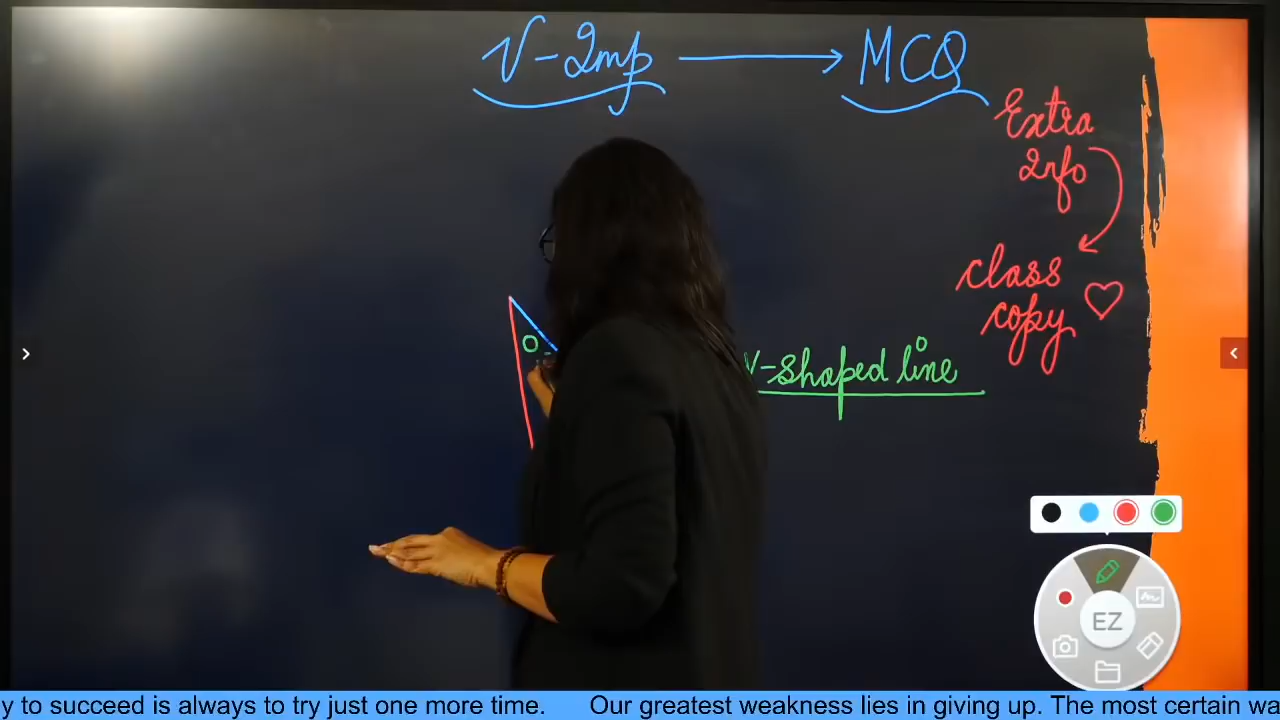 V-Imp → MCQ
Extra
Info
class
copy ♡
V-shaped line
O
EZ
y to succeed is always to try just one more time. Our greatest weakness lies in giving up. The most certain wa